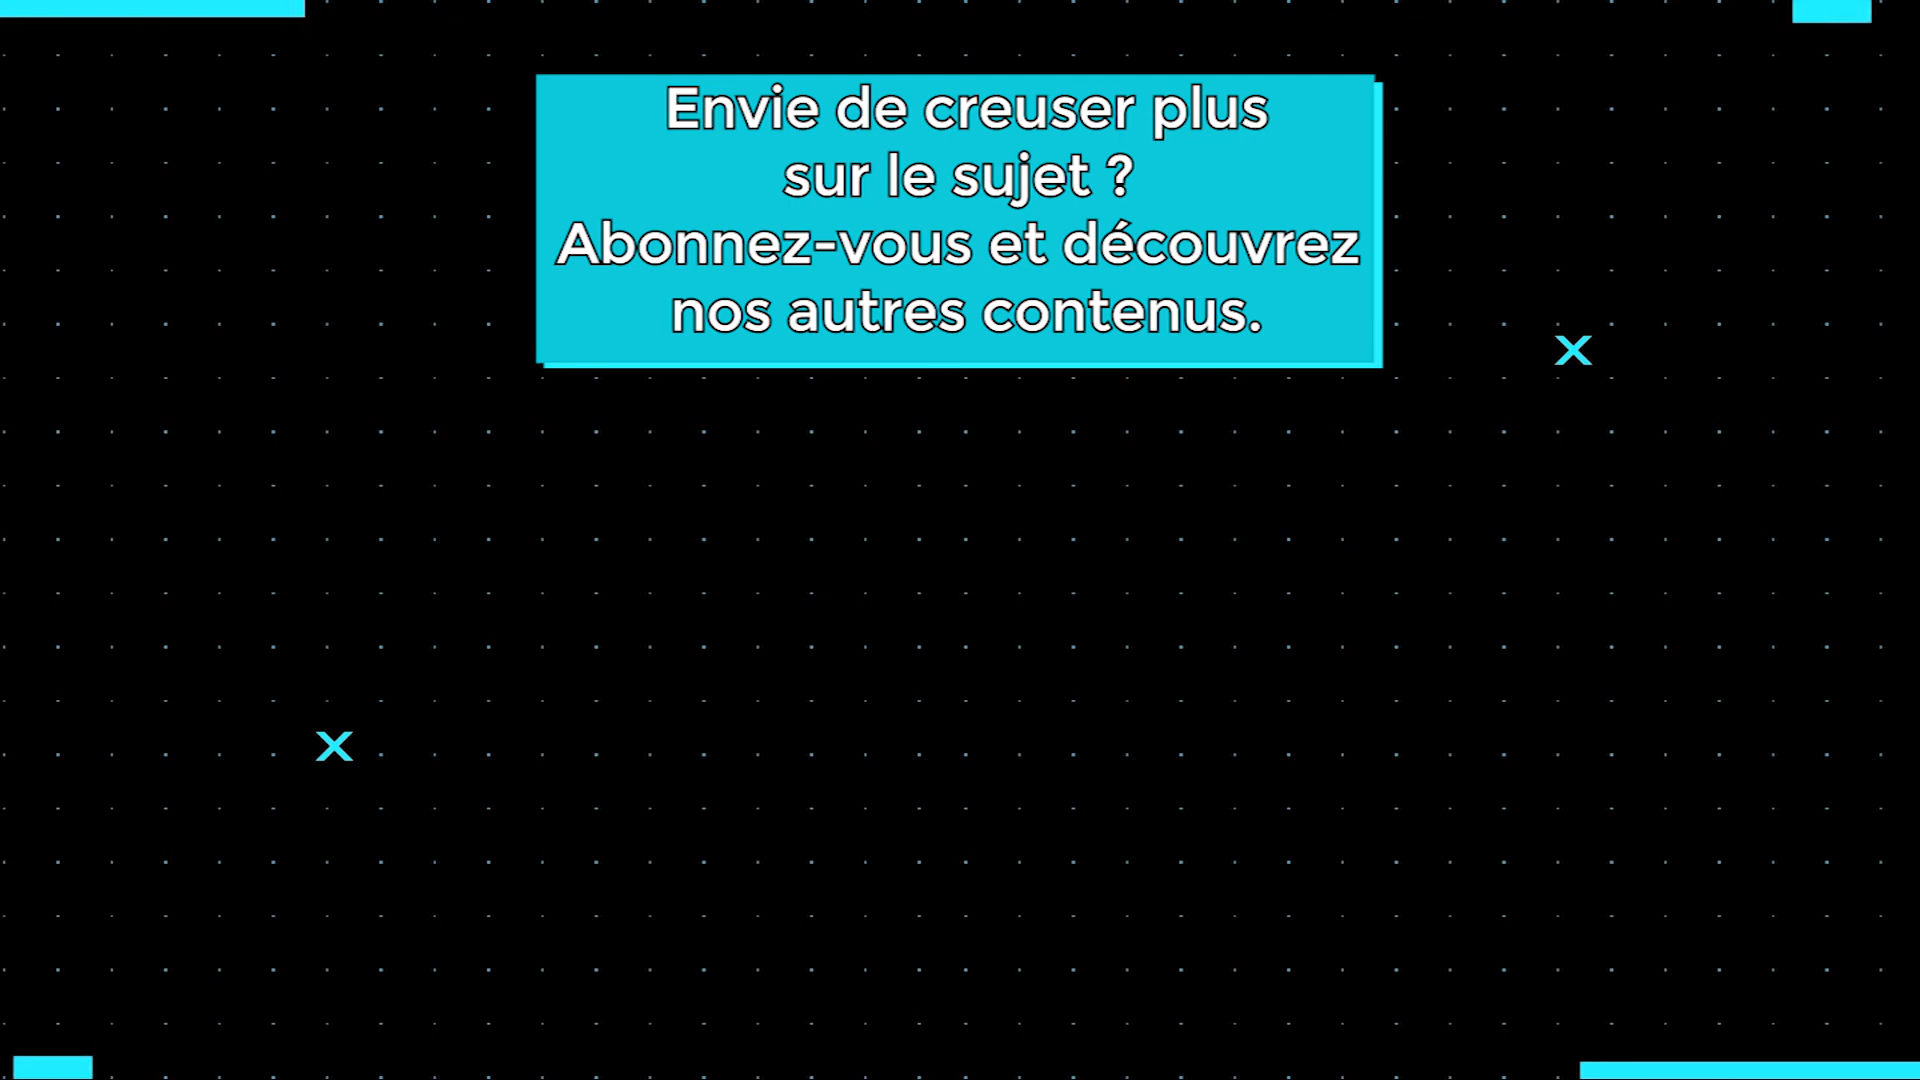 Envie de creuser plus
sur le sujet ?
Abonnez-vous et découvrez
nos autres contenus.